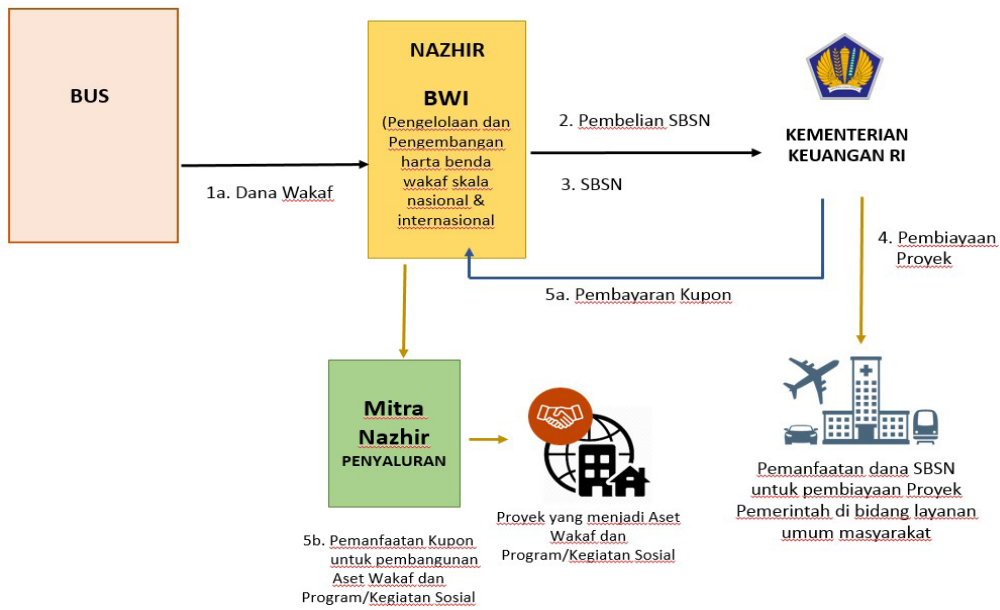 BUS
1a. Dana Wakaf
NAZHIR
BWI
(Pengelolaan dan
Pengembangan
harta benda
wakaf skala
nasional &
internasional
2. Pembelian SBSN
3. SBSN
KEMENTERIAN
KEUANGAN RI
4. Pembiayaan
Proyek
5a. Pembayaran Kupon
Mitra
Nazhir
PENYALURAN
5b. Pemanfaatan Kupon
untuk pembangunan
Aset Wakaf dan
Program/Kegiatan Sosial
Proyek yang menjadi Aset
Wakaf dan
Program/Kegiatan Sosial
Pemanfaatan dana SBSN
untuk pembiayaan Proyek
Pemerintah di bidang layanan
umum masyarakat